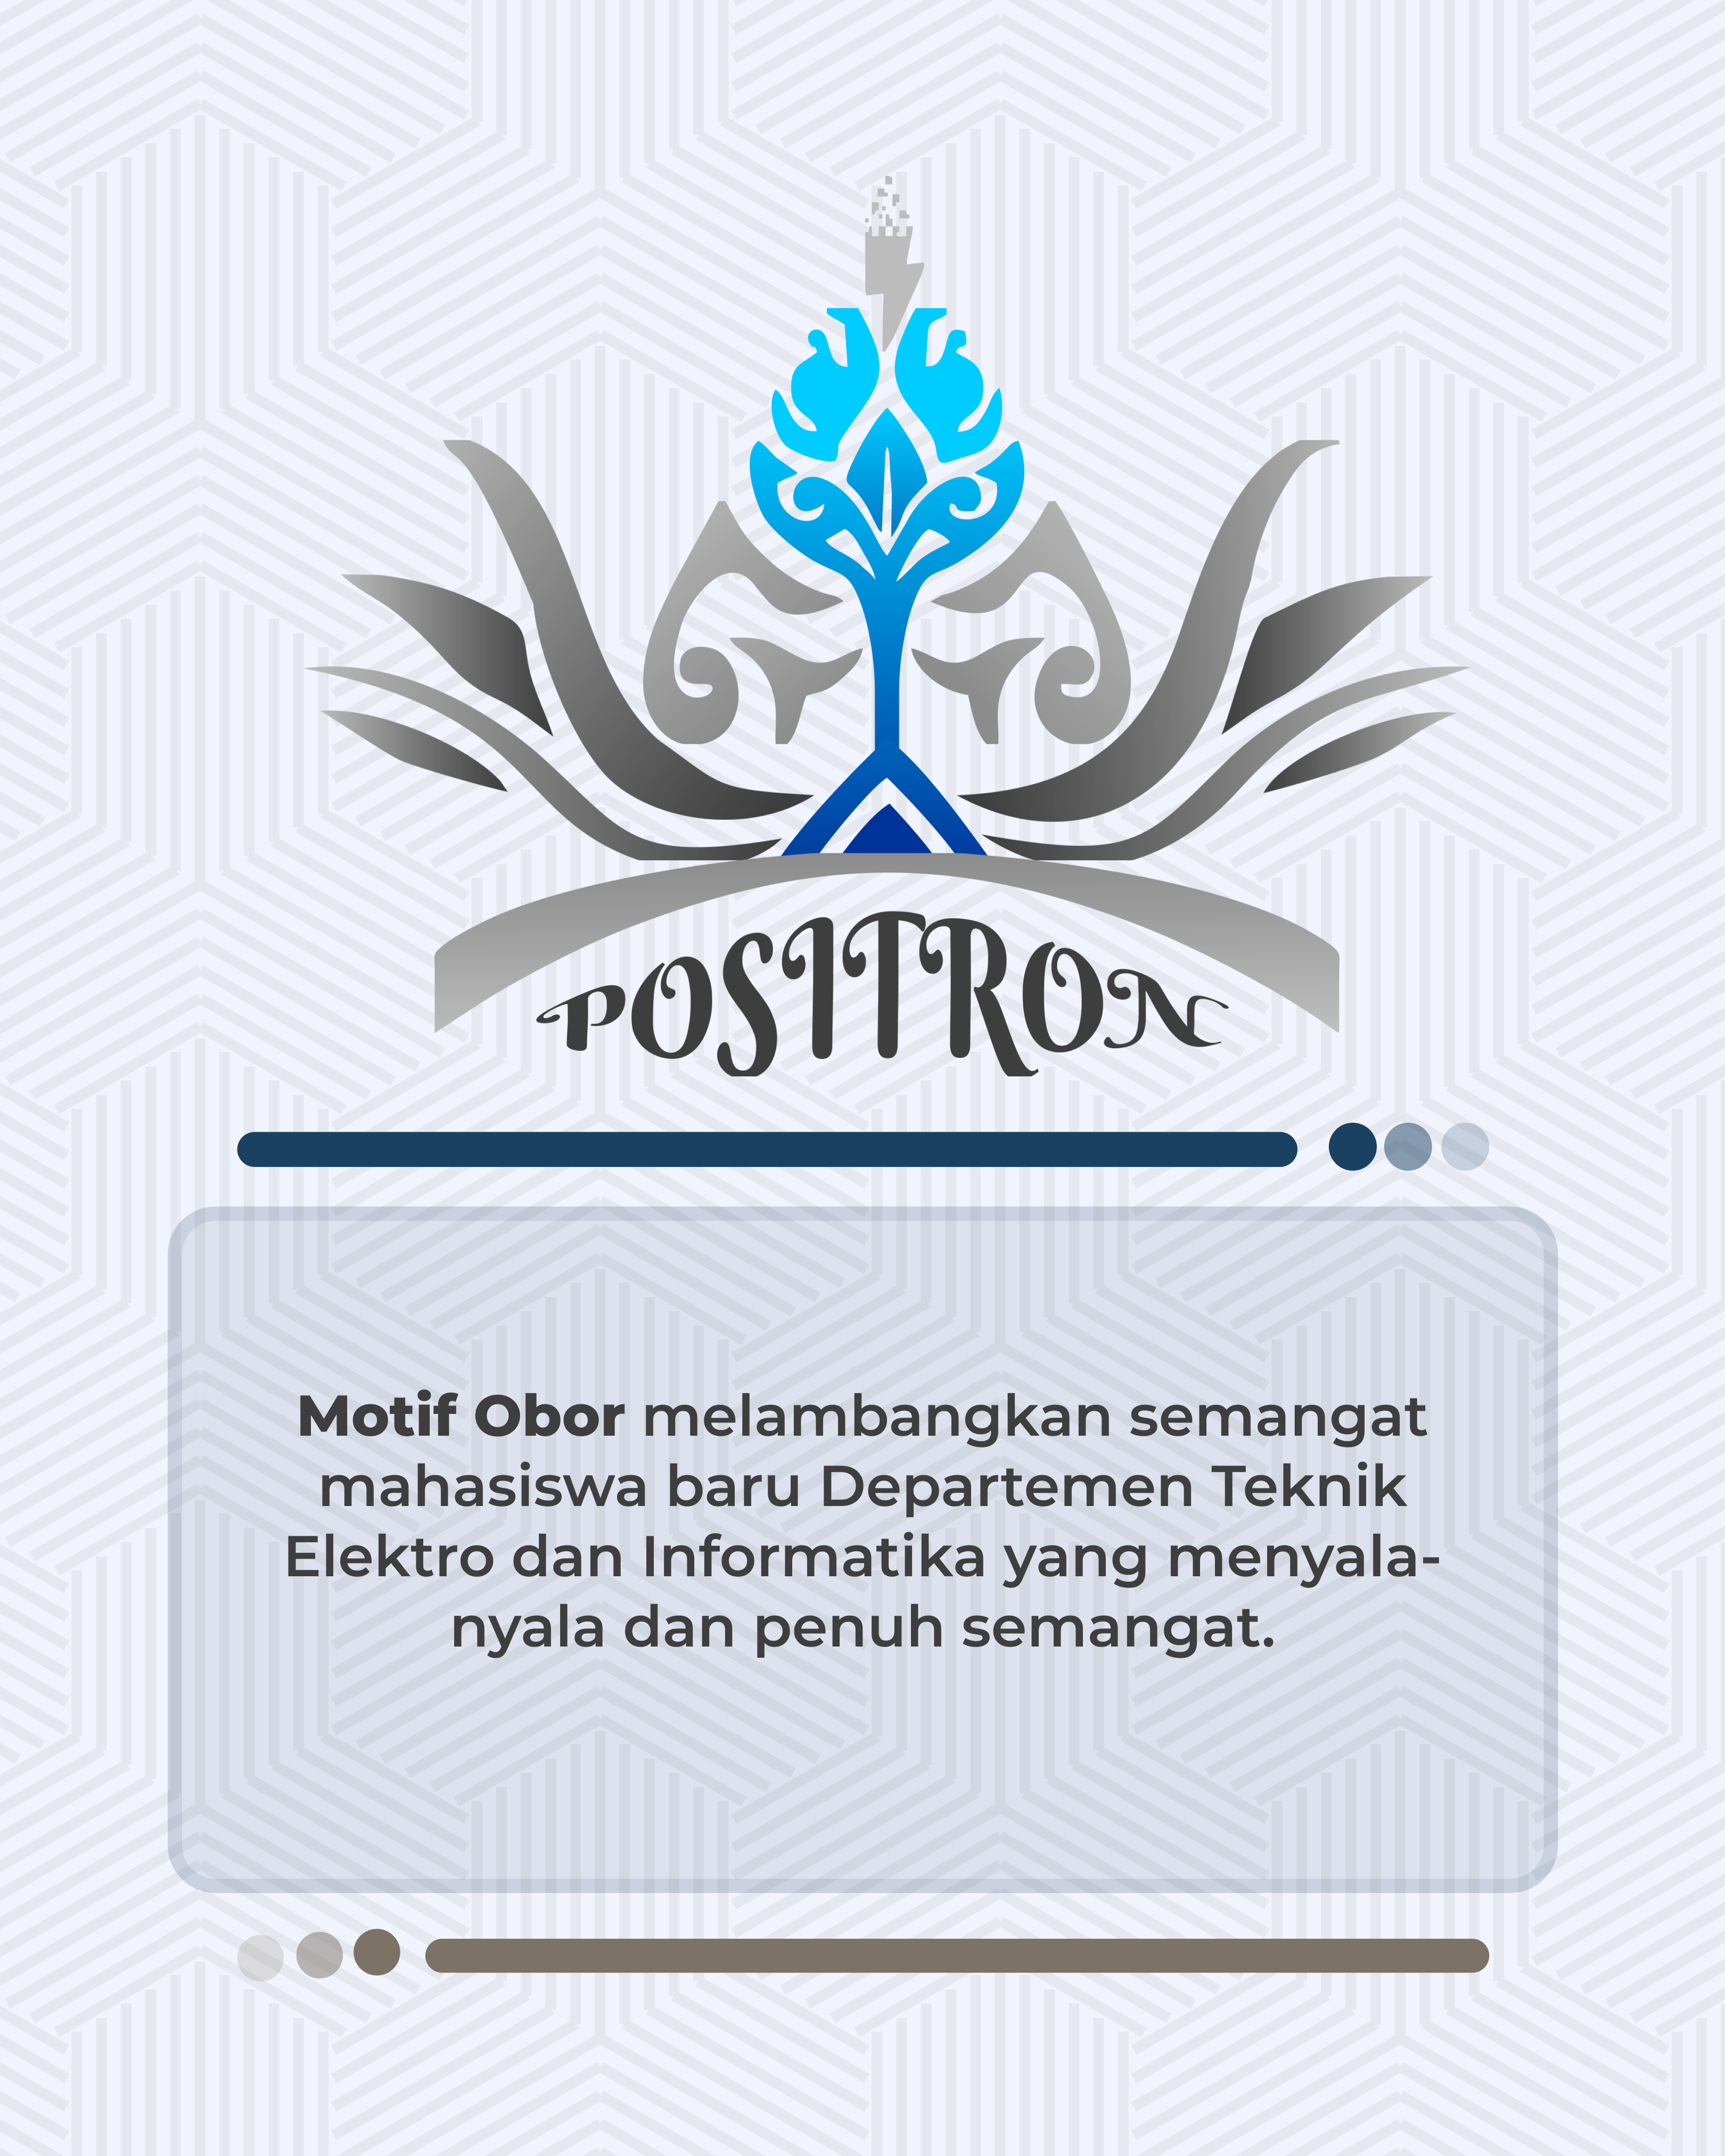 POSITRON
Motif Obor melambangkan semangat
mahasiswa baru Departemen Teknik
Elektro dan Informatika yang menyala-
nyala dan penuh semangat.